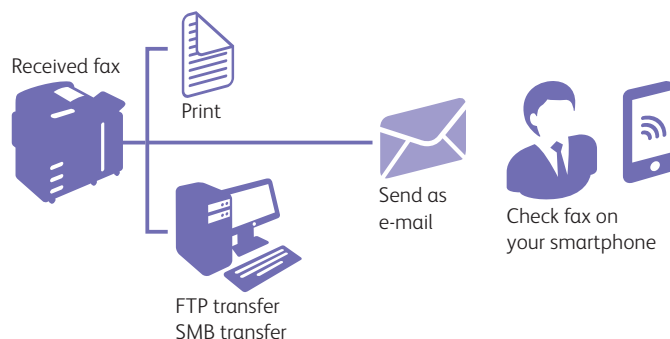 Received fax
Print
Send as
e-mail
Check fax on
your smartphone
FTP transfer
SMB transfer